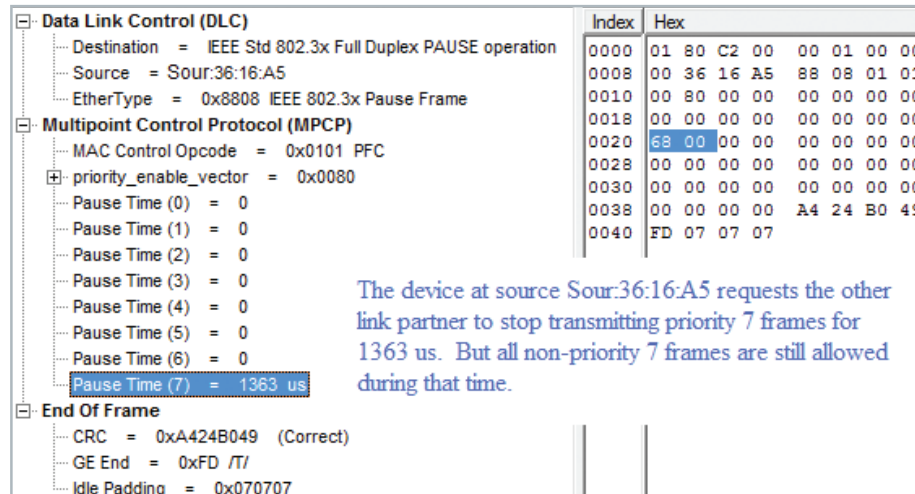 Data Link Control (DLC)
Destination = IEEE Std 802.3x Full Duplex PAUSE operation
Source = Sour:36:16:A5
EtherType = 0x8808 IEEE 802.3x Pause Frame
Multipoint Control Protocol (MPCP)
MAC Control Opcode = 0x0101 PFC
priority_enable_vector = 0x0080
Pause Time (0) = 0
Pause Time (1) = 0
Pause Time (2) = 0
Pause Time (3) = 0
Pause Time (4) = 0
Pause Time (5) = 0
Pause Time (6) = 0
Pause Time (7) = 1363 us
End Of Frame
CRC = 0xA424B049 (Correct)
GE End = 0xFD /T/
Idle Padding = 0x070707
Index Hex
0000 01 80 C2 00 00 01 00 00
0008 00 36 16 A5 88 08 01 01
0010 00 80 00 00 00 00 00 00
0018 00 00 00 00 00 00 00 00
0020 68 00 00 00 00 00 00 00
0028 00 00 00 00 00 00 00 00
0030 00 00 00 00 00 00 00 00
0038 00 00 00 00 A4 24 B0 49
0040 FD 07 07 07
The device at source Sour:36:16:A5 requests the other
link partner to stop transmitting priority 7 frames for
1363 us. But all non-priority 7 frames are still allowed
during that time.